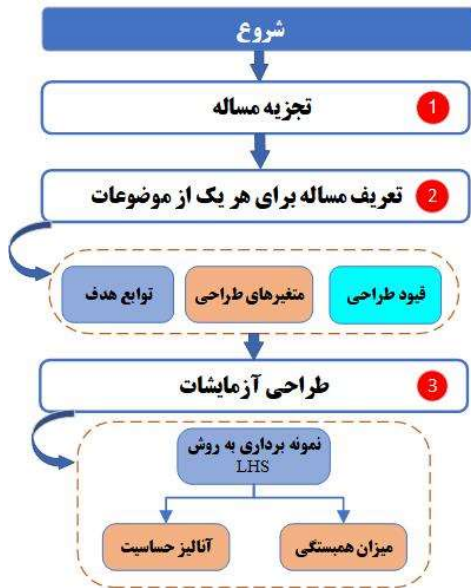 شروع
1 تجزیه مساله
2 تعریف مساله برای هر یک از موضوعات
قیود طراحی
متغیرهای طراحی
توابع هدف
3 طراحی آزمایشات
نمونه برداری به روش
LHS
میزان همبستگی
آنالیز حساسیت